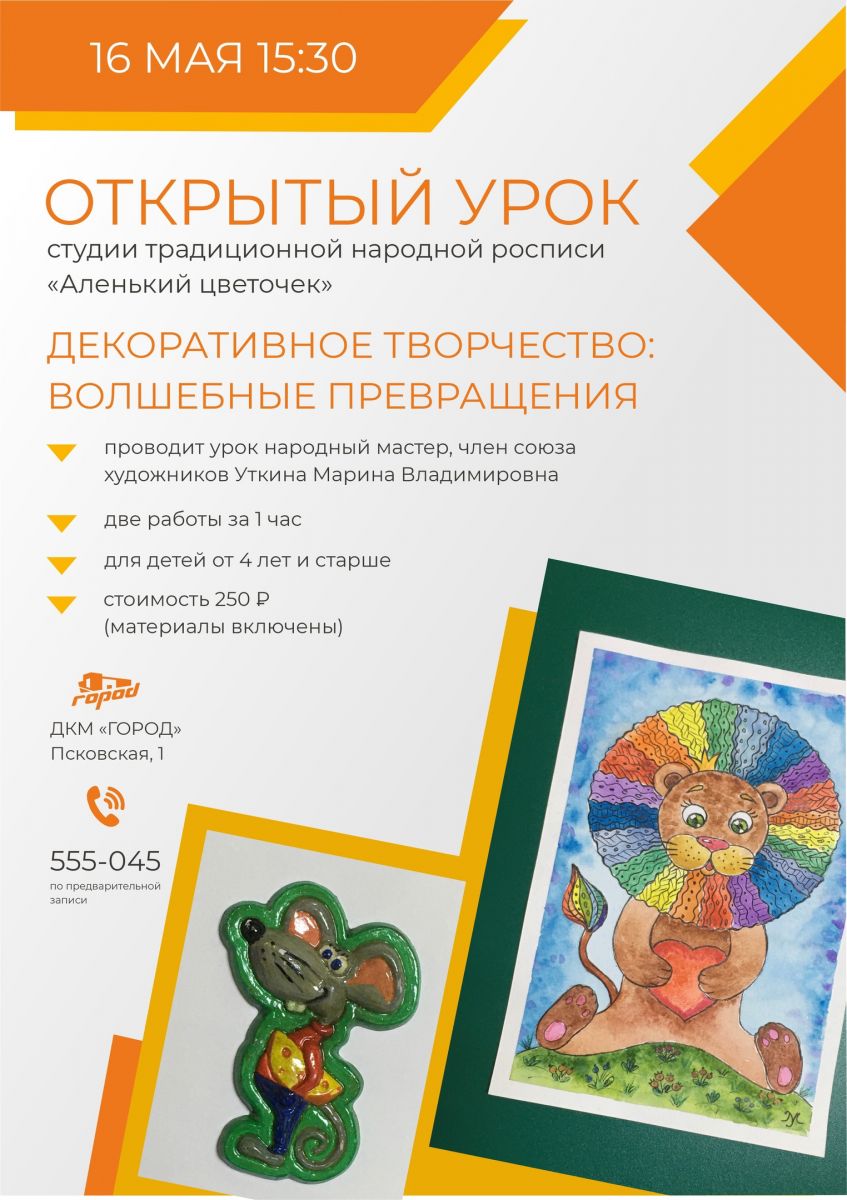 16 МАЯ 15:30
ОТКРЫТЫЙ УРОК
студии традиционной народной росписи
«Аленький цветочек»
ДЕКОРАТИВНОЕ ТВОРЧЕСТВО:
ВОЛШЕБНЫЕ ПРЕВРАЩЕНИЯ
проводит урок народный мастер, член союза
художников Уткина Марина Владимировна
две работы за 1 час
для детей от 4 лет и старше
стоимость 250 ₽
(материалы включены)
город
ДКМ «ГОРОД»
Псковская, 1
555-045
по предварительной
записи